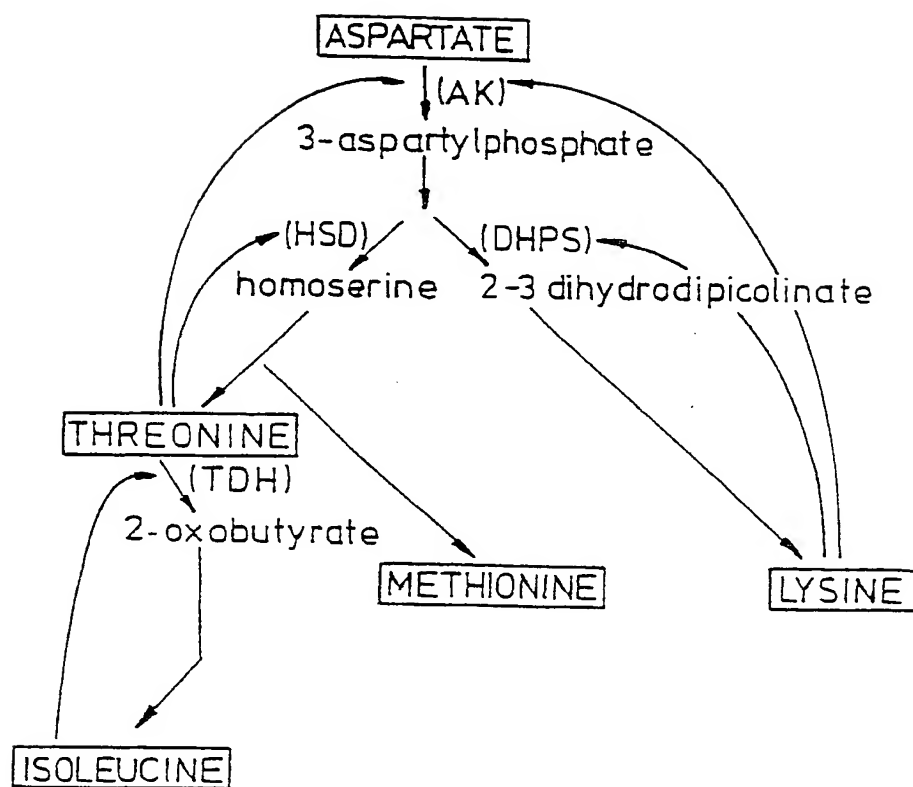 ASPARTATE
(AK)
3-aspartylphosphate
(HSD) (DHPS)
homoserine 2-3 dihydrodipicolinate
THREONINE
(TDH)
2-oxobutyrate
METHIONINE LYSINE
ISOLEUCINE